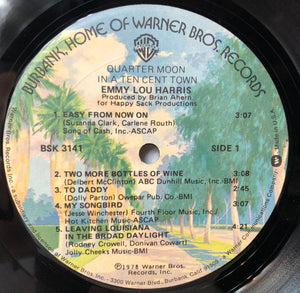 BURBANK, HOME OF WARNER BROS. RECORDS
QUARTER MOON
IN A TEN CENT TOWN
EMMY LOU HARRIS
Produced by Brian Ahern
for Happy Sack Productions
1. EASY FROM NOW ON 3:07
(Susanna Clark, Carlene Routh)
Song of Cash, Inc.-ASCAP
BSK 3141 SIDE 1
2. TWO MORE BOTTLES OF WINE 3:08
(Delbert McClinton) ABC Dunhill Music, Inc.-BMI
3. TO DADDY 2:45
(Dolly Parton) Owepar Pub. Co.-BMI
4. MY SONGBIRD
(Jesse Winchester) Fourth Floor Music, Inc./
Hot Kitchen Music-ASCAP
5. LEAVING LOUISIANA
IN THE BROAD DAYLIGHT
(Rodney Crowell, Donivan Cowart)
Jolly Cheeks Music-BMI
©1978 Warner Bros.
Records Inc.